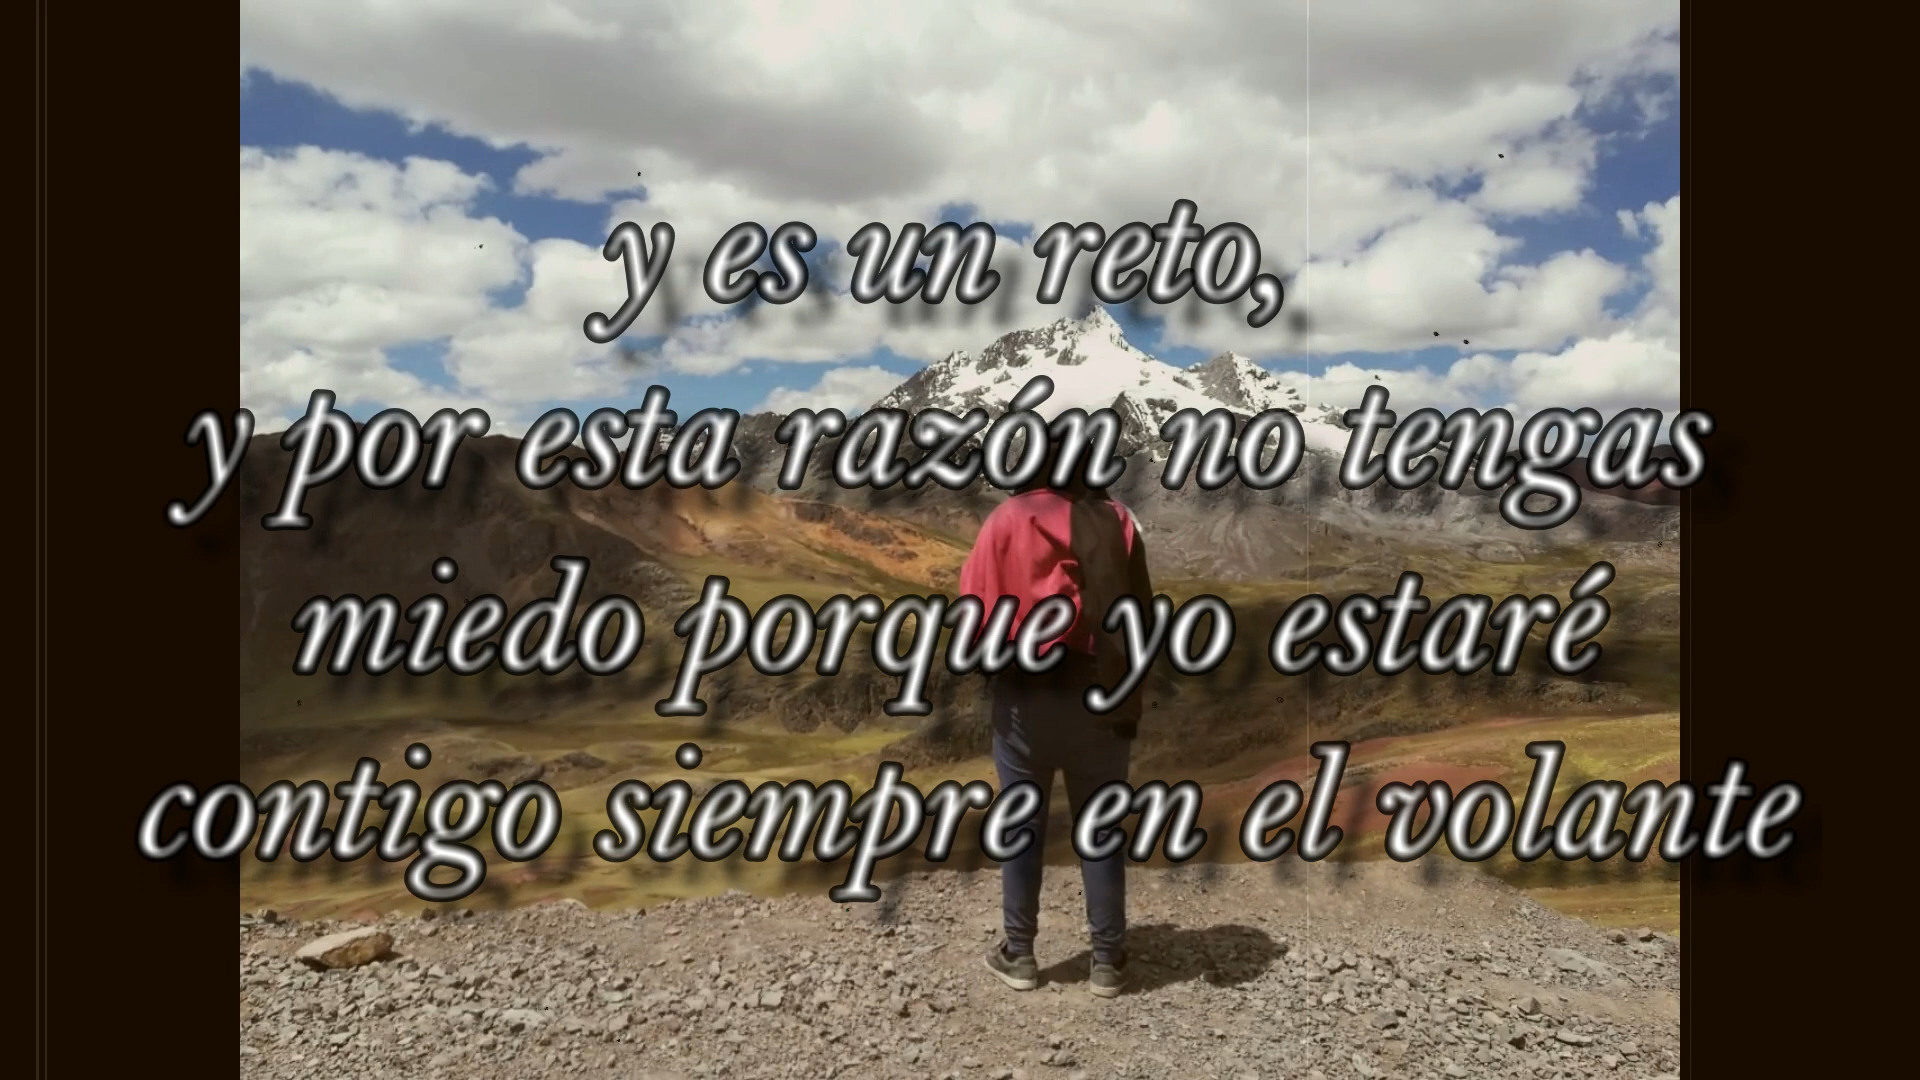 y es un reto,
y por esta razón no tengas
miedo porque yo estaré
contigo siempre en el volante